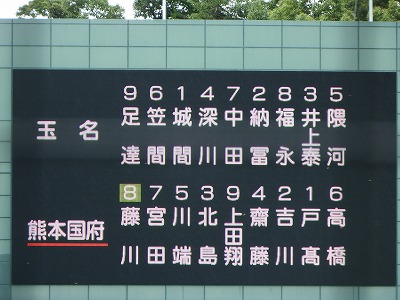 9 6 1 4 7 2 8 3 5
玉名 足達 笠間 城間 深川 中田 納冨 福永 井上泰 隈河
8 7 5 3 9 4 2 1 6
熊本国府 藤川 宮田 川端 北島 上田翔 齋藤 吉川 戸髙 高橋